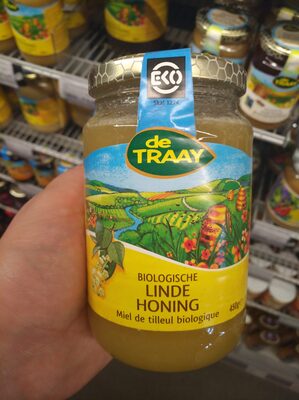 EKO
de
TRAAY
BIOLOGISCHE
LINDE
HONING
Miel de tilleul biologique
450g